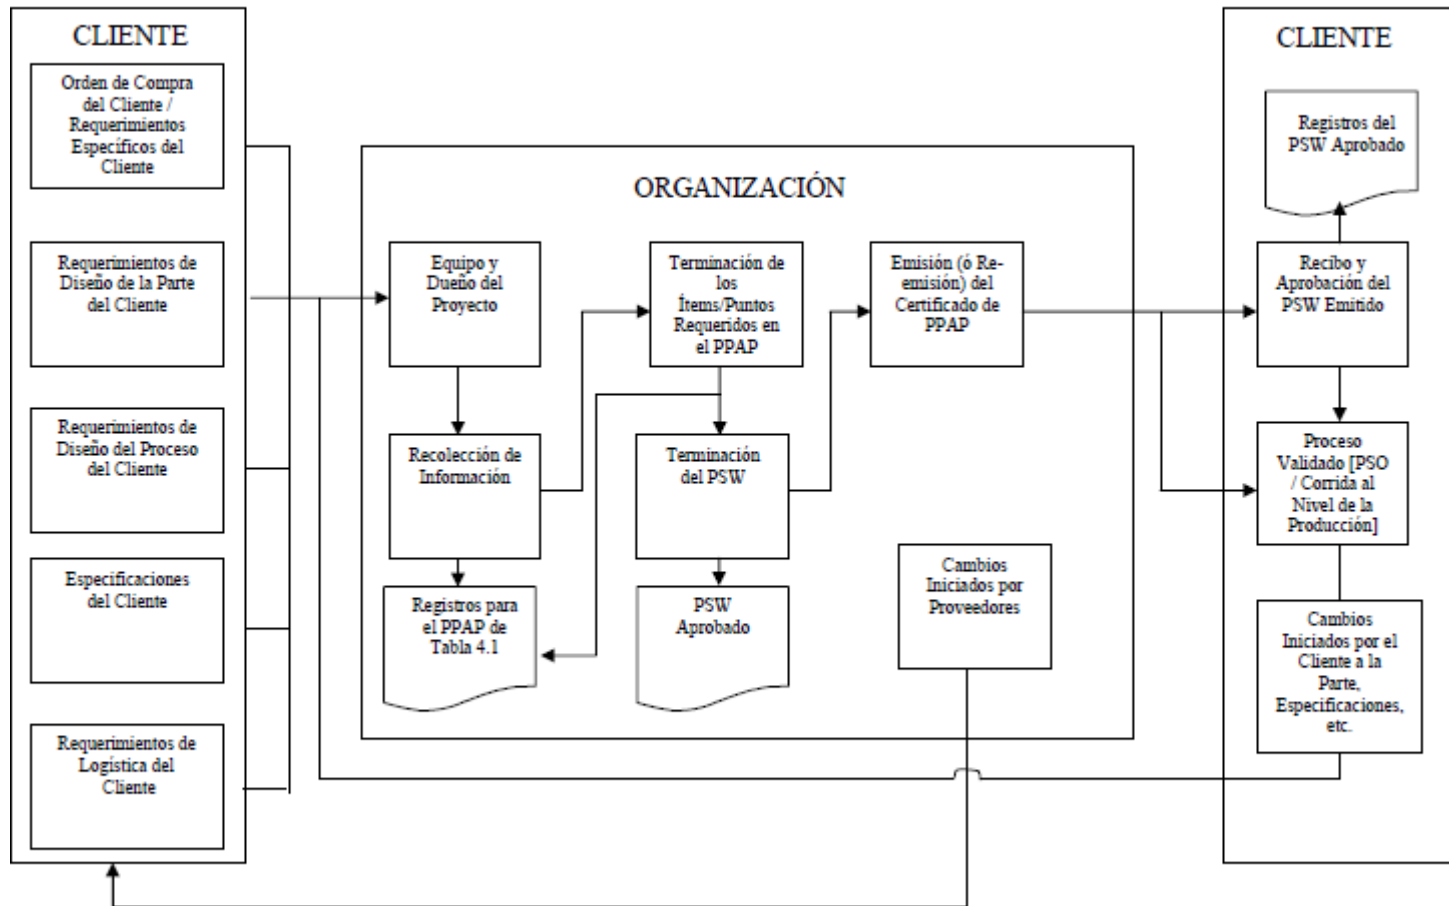 CLIENTE
Orden de Compra
del Cliente /
Requerimientos
Específicos del
Cliente
Requerimientos de
Diseño de la Parte
del Cliente
Requerimientos de
Diseño del Proceso
del Cliente
Especificaciones
del Cliente
Requerimientos de
Logística del
Cliente
ORGANIZACIÓN
Equipo y
Dueño del
Proyecto
Terminación de
los
Ítems/Puntos
Requeridos en
el PPAP
Emisión (ó Re-
emisión) del
Certificado de
PPAP
Recolección de
Información
Terminación
del PSW
Registros para
el PPAP de
Tabla 4.1
PSW
Aprobado
Cambios
Iniciados por
Proveedores
CLIENTE
Registros del
PSW Aprobado
Recibo y
Aprobación del
PSW Emitido
Proceso
Validado [PSO
/ Corrida al
Nivel de la
Producción]
Cambios
Iniciados por el
Cliente a la
Parte,
Especificaciones,
etc.